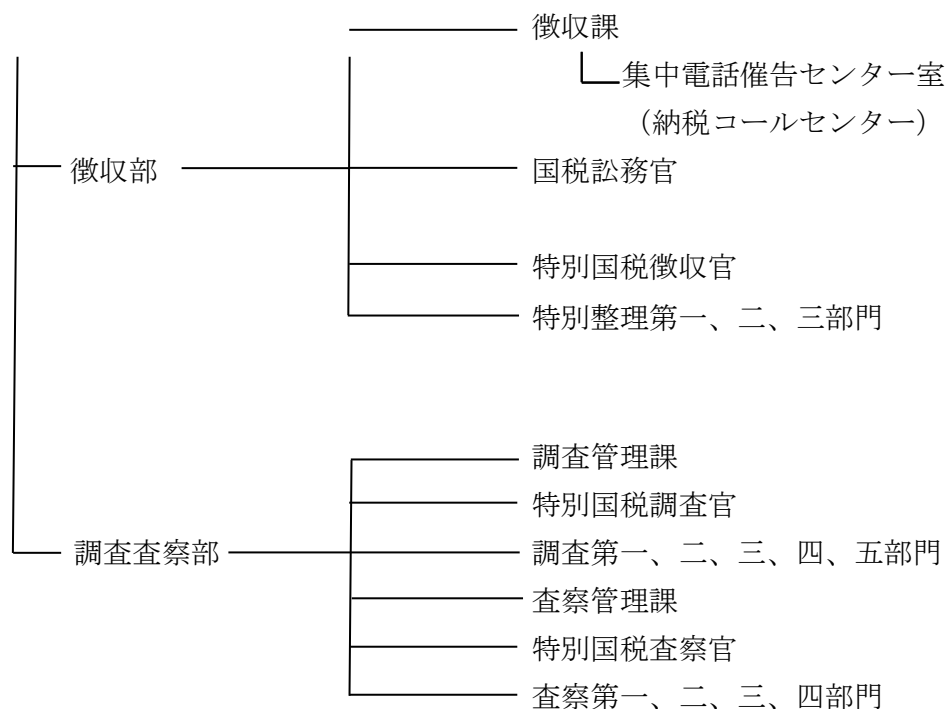 徴収課
集中電話催告センター室
（納税コールセンター）
徴収部
国税訟務官
特別国税徴収官
特別整理第一、二、三部門
調査管理課
特別国税調査官
調査査察部
調査第一、二、三、四、五部門
査察管理課
特別国税査察官
査察第一、二、三、四部門